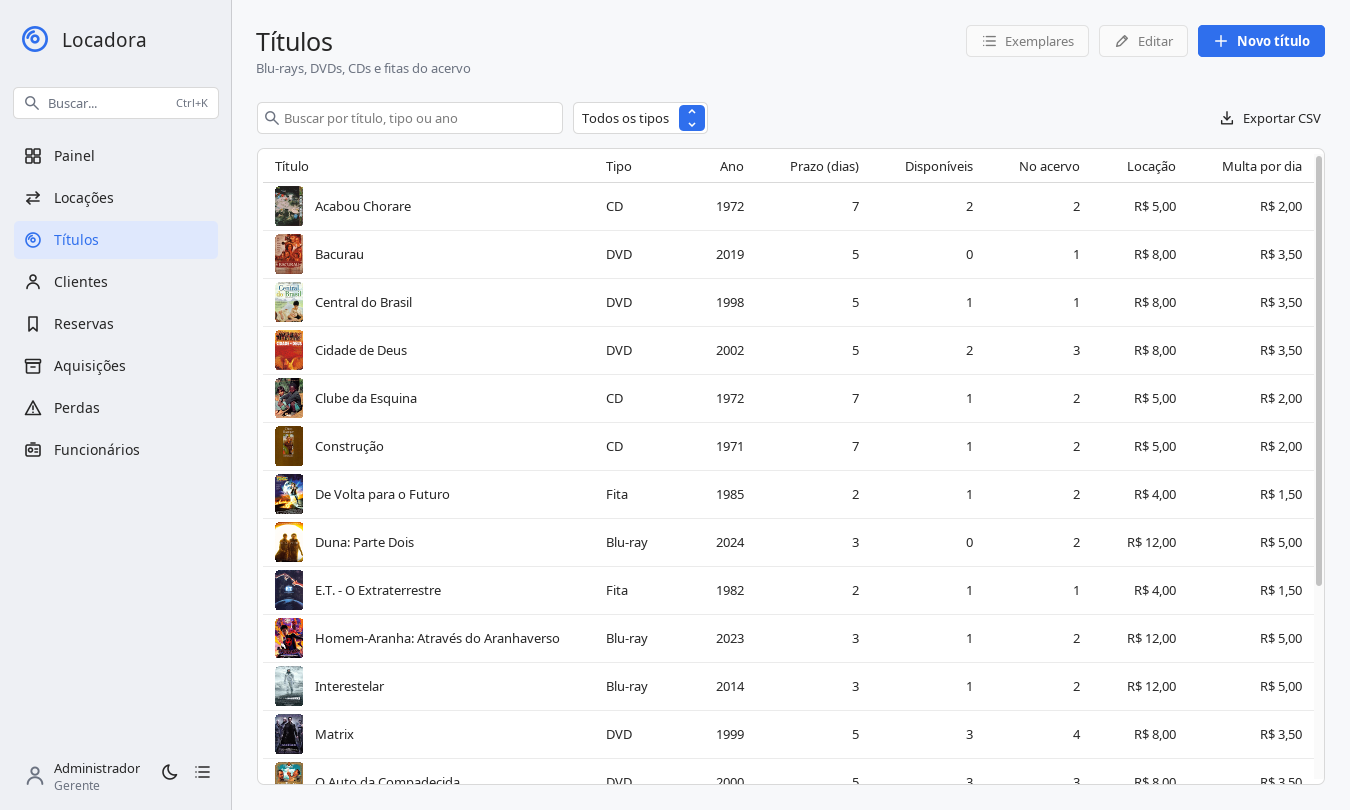 Locadora
Buscar... Ctrl+K
Painel
Locações
Títulos
Clientes
Reservas
Aquisições
Perdas
Funcionários
Administrador
Gerente
Títulos
Blu-rays, DVDs, CDs e fitas do acervo
Exemplares Editar Novo título
Buscar por título, tipo ou ano Todos os tipos Exportar CSV
Título Tipo Ano Prazo (dias) Disponíveis No acervo Locação Multa por dia
Acabou Chorare CD 1972 7 2 2 R$ 5,00 R$ 2,00
Bacurau DVD 2019 5 0 1 R$ 8,00 R$ 3,50
Central do Brasil DVD 1998 5 1 1 R$ 8,00 R$ 3,50
Cidade de Deus DVD 2002 5 2 3 R$ 8,00 R$ 3,50
Clube da Esquina CD 1972 7 1 2 R$ 5,00 R$ 2,00
Construção CD 1971 7 1 2 R$ 5,00 R$ 2,00
De Volta para o Futuro Fita 1985 2 1 2 R$ 4,00 R$ 1,50
Duna: Parte Dois Blu-ray 2024 3 0 2 R$ 12,00 R$ 5,00
E.T. - O Extraterrestre Fita 1982 2 1 1 R$ 4,00 R$ 1,50
Homem-Aranha: Através do Aranhaverso Blu-ray 2023 3 1 2 R$ 12,00 R$ 5,00
Interestelar Blu-ray 2014 3 1 2 R$ 12,00 R$ 5,00
Matrix DVD 1999 5 3 4 R$ 8,00 R$ 3,50
O Auto da Compadecida DVD 2000 5 3 3 R$ 8,00 R$ 3,50